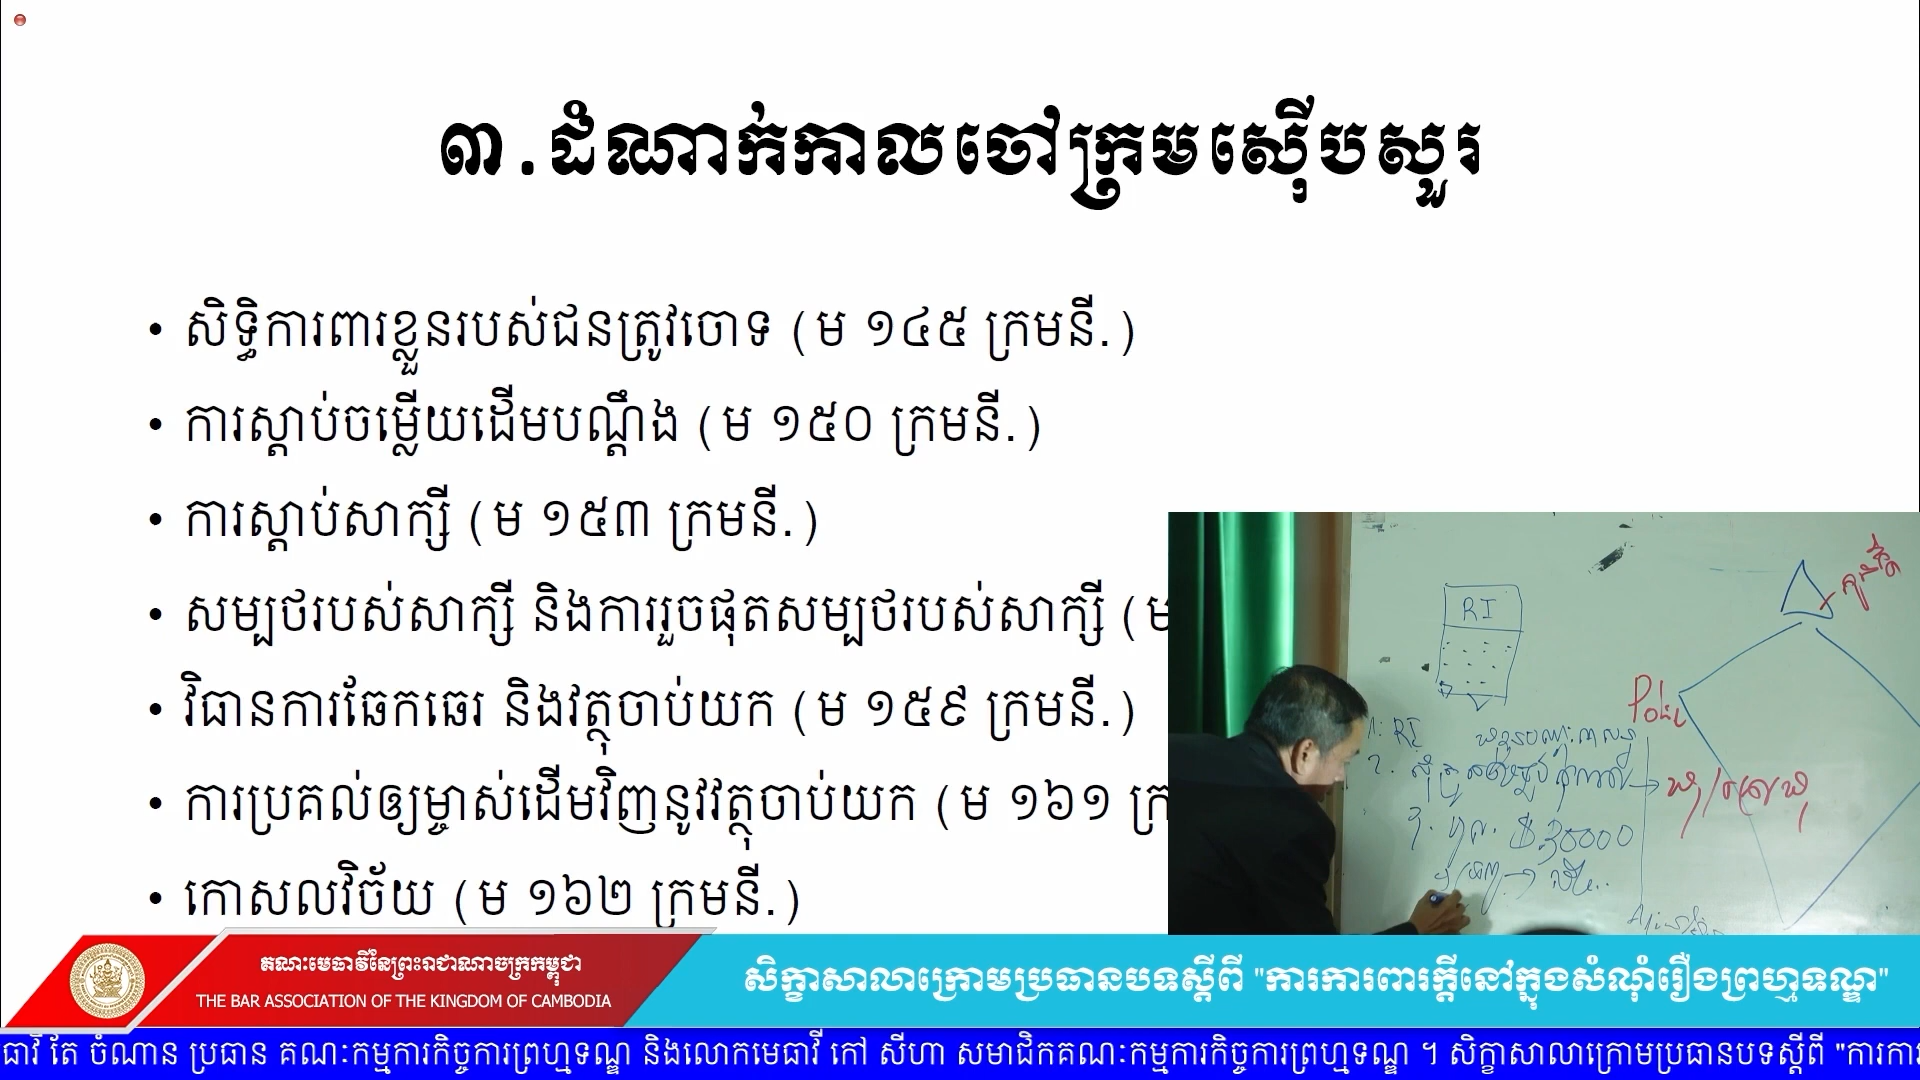 ៣.ដំណាក់កាលចៅក្រមស៊ើបសួរ
• សិទ្ធិការពារខ្លួនរបស់ជនត្រូវចោទ (ម ១៤៥ ក្រមនី.)
• ការស្តាប់ចម្លើយដើមបណ្តឹង (ម ១៥០ ក្រមនី.)
• ការស្តាប់សាក្សី (ម ១៥៣ ក្រមនី.)
• សម្បថរបស់សាក្សី និងការរួចផុតសម្បថរបស់សាក្សី (ម
• វិធានការឆែកឆេរ និងវត្ថុចាប់យក (ម ១៥៩ ក្រមនី.)
• ការប្រគល់ឲ្យម្ចាស់ដើមវិញនូវវត្ថុចាប់យក (ម ១៦១ ក្រ
• កោសលវិច័យ (ម ១៦២ ក្រមនី.)
RI
1. RI
2.
3.
30000
គណៈមេធាវីនៃព្រះរាជាណាចក្រកម្ពុជា
THE BAR ASSOCIATION OF THE KINGDOM OF CAMBODIA
សិក្ខាសាលាក្រោមប្រធានបទស្តីពី "ការការពារក្តីនៅក្នុងសំណុំរឿងព្រហ្មទណ្ឌ"
ធាវី តែ ចំណាន ប្រធាន គណៈកម្មការកិច្ចការព្រហ្មទណ្ឌ និងលោកមេធាវី កៅ សីហា សមាជិកគណៈកម្មការកិច្ចការព្រហ្មទណ្ឌ ។ សិក្ខាសាលាក្រោមប្រធានបទស្តីពី "ការការ